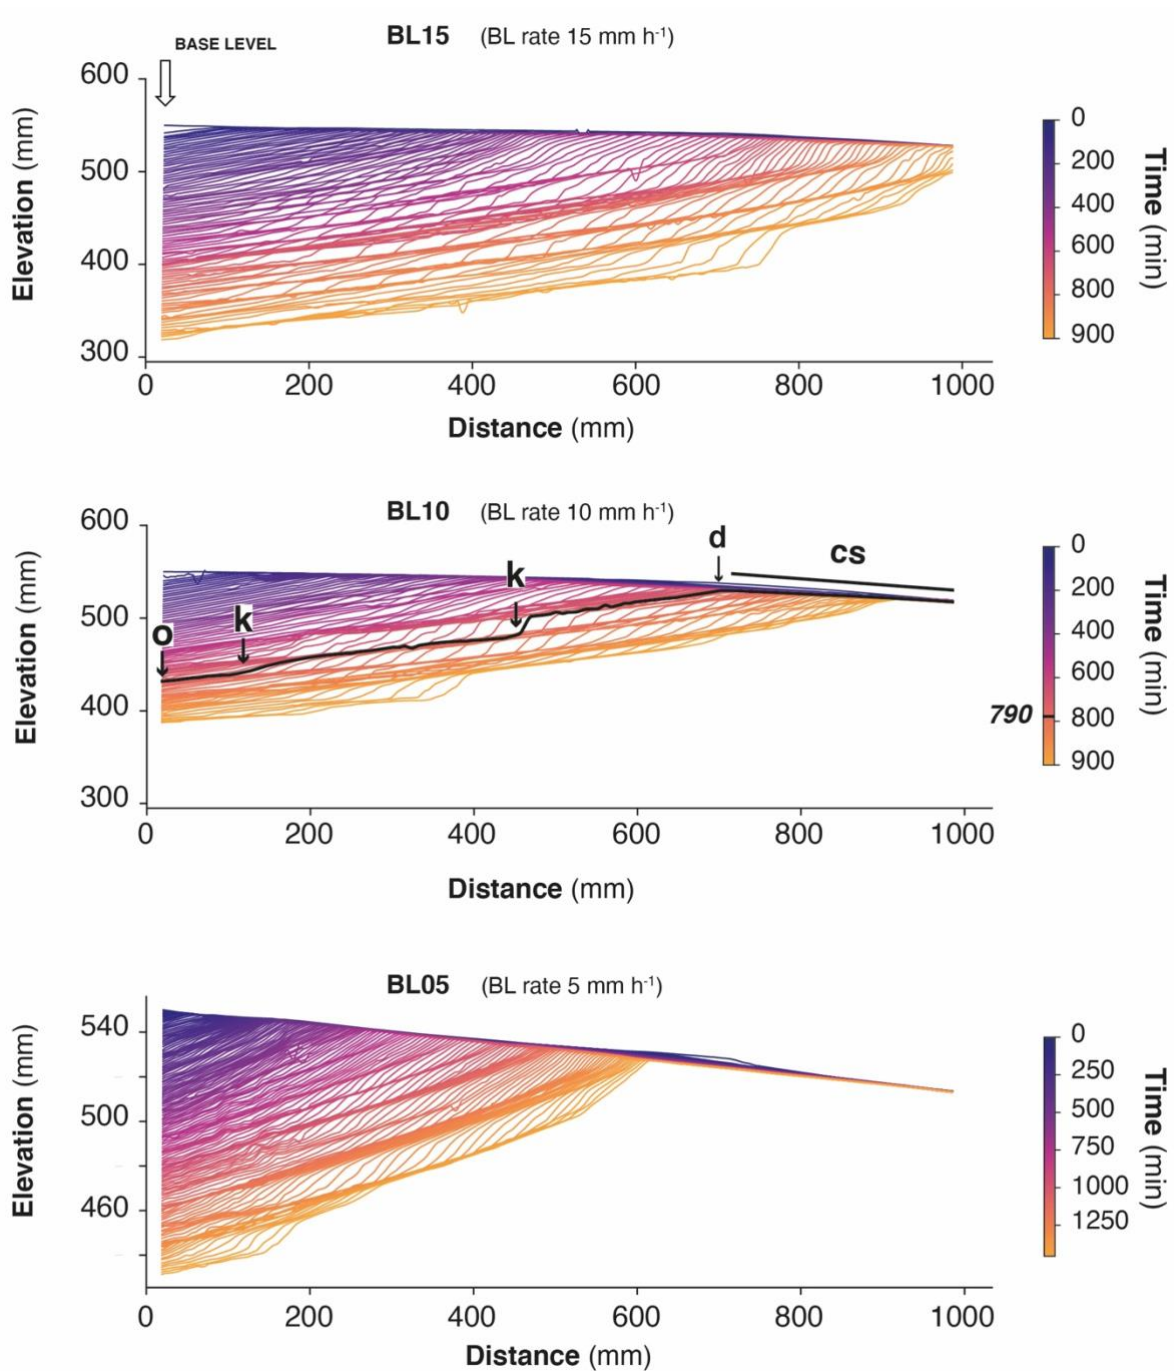 BL15 (BL rate 15 mm h⁻¹)
BASE LEVEL
Elevation (mm)
600
500
400
300
0 200 400 600 800 1000
Distance (mm)
0
200
400
600
800
900
Time (min)
BL10 (BL rate 10 mm h⁻¹)
Elevation (mm)
600
500
400
300
o
k
k
d
cs
0 200 400 600 800 1000
Distance (mm)
790
0
200
400
600
800
900
Time (min)
BL05 (BL rate 5 mm h⁻¹)
Elevation (mm)
540
500
460
0 200 400 600 800 1000
Distance (mm)
0
250
500
750
1000
1250
Time (min)